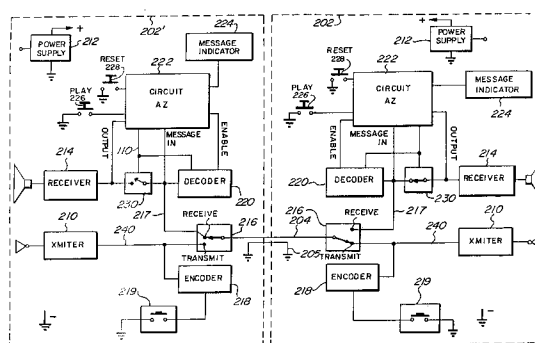 202'
224
+
POWER SUPPLY
212
RESET
228
222
MESSAGE INDICATOR
PLAY
226
CIRCUIT AZ
MESSAGE IN
OUTPUT
110
ENABLE
214
RECEIVER
230
DECODER
220
217
RECEIVE
216
204
210
XMITER
240
TRANSMIT
205
ENCODER
218
219
-
202
+
212
POWER SUPPLY
RESET
228
222
PLAY
226
CIRCUIT AZ
MESSAGE INDICATOR
224
MESSAGE IN
ENABLE
OUTPUT
214
220
DECODER
230
RECEIVER
216
RECEIVE
217
210
240
XMITER
TRANSMIT
ENCODER
218
219
-